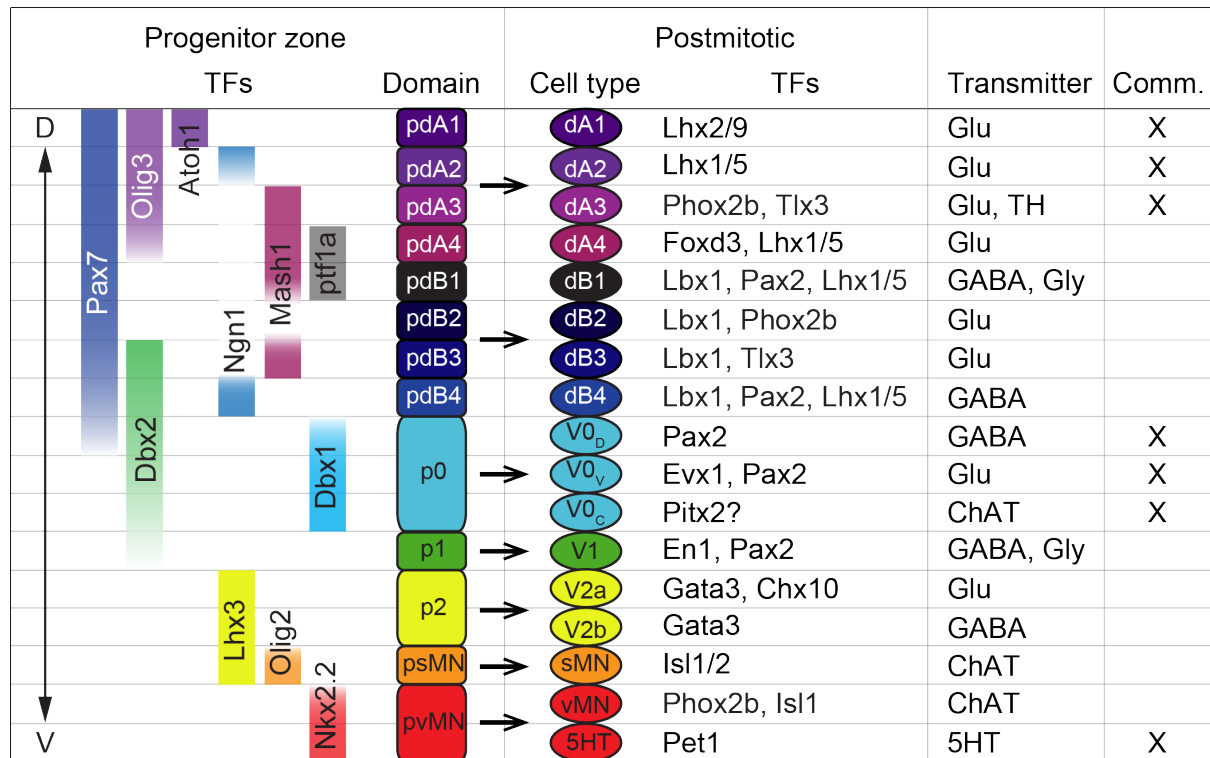 Progenitor zone Postmitotic
TFs Domain Cell type TFs Transmitter Comm.
D
V
Pax7
Olig3
Atoh1
Ngn1
Mash1
ptf1a
Dbx2
Dbx1
Lhx3
Olig2
Nkx2.2
pdA1 dA1 Lhx2/9 Glu X
pdA2 dA2 Lhx1/5 Glu X
pdA3 dA3 Phox2b, Tlx3 Glu, TH X
pdA4 dA4 Foxd3, Lhx1/5 Glu
pdB1 dB1 Lbx1, Pax2, Lhx1/5 GABA, Gly
pdB2 dB2 Lbx1, Phox2b Glu
pdB3 dB3 Lbx1, Tlx3 Glu
pdB4 dB4 Lbx1, Pax2, Lhx1/5 GABA
V0D Pax2 GABA X
p0 V0V Evx1, Pax2 Glu X
V0C Pitx2? ChAT X
p1 V1 En1, Pax2 GABA, Gly
p2 V2a Gata3, Chx10 Glu
V2b Gata3 GABA
psMN sMN Isl1/2 ChAT
pvMN vMN Phox2b, Isl1 ChAT
5HT Pet1 5HT X